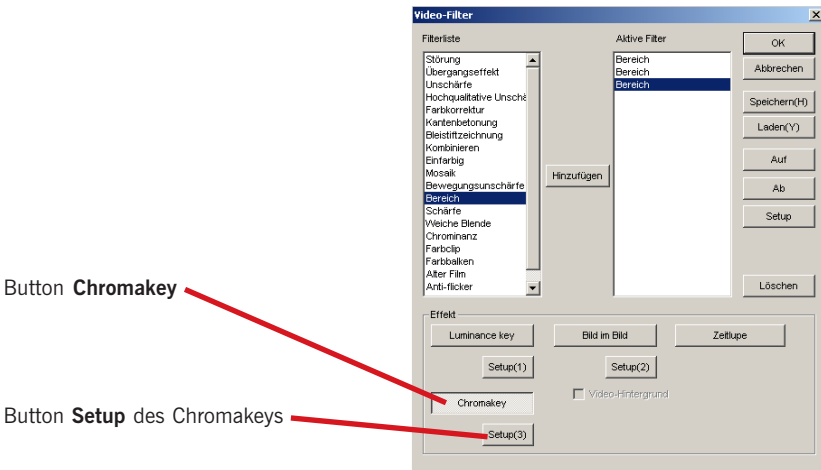 Video-Filter
Filterliste
Aktive Filter
Störung
Übergangseffekt
Unschärfe
Hochqualitative Unschä
Farbkorrektur
Kantenbetonung
Bleistiftzeichnung
Kombinieren
Einfarbig
Mosaik
Bewegungsunschärfe
Bereich
Schärfe
Weiche Blende
Chrominanz
Farbclip
Farbbalken
Alter Film
Anti-flicker
Hinzufügen
Bereich
Bereich
Bereich
OK
Abbrechen
Speichern(H)
Laden(Y)
Auf
Ab
Setup
Löschen
Effekt
Luminance key
Bild im Bild
Zeitlupe
Setup(1)
Setup(2)
Chromakey
Video-Hintergrund
Setup(3)
Button Chromakey
Button Setup des Chromakeys